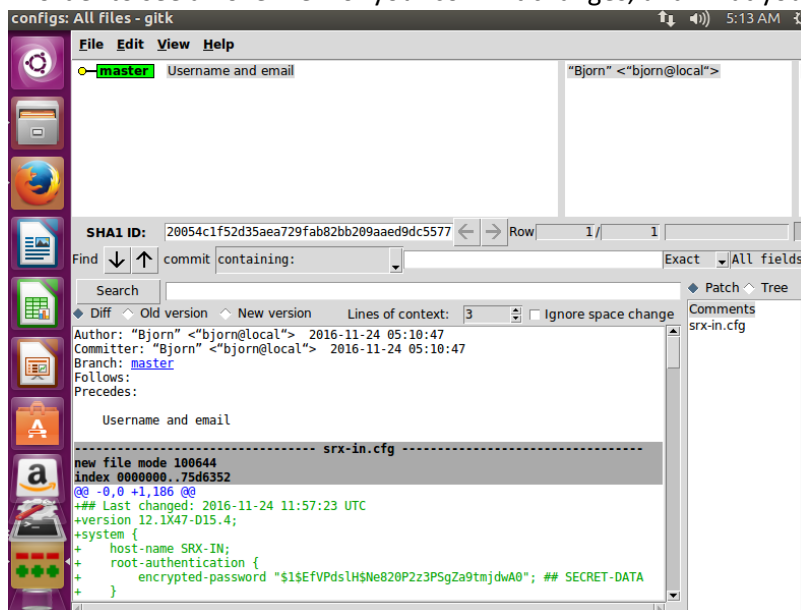 configs: All files - gitk 5:13 AM
File Edit View Help
master Username and email "Bjorn" <"bjorn@local">
SHA1 ID: 20054c1f52d35aea729fab82bb209aaed9dc5577 Row 1/ 1
Find commit containing: Exact All fields
Search Patch Tree
Diff Old version New version Lines of context: 3 Ignore space change Comments
srx-in.cfg
Author: “Bjorn” <“bjorn@local“> 2016-11-24 05:10:47
Committer: “Bjorn” <“bjorn@local“> 2016-11-24 05:10:47
Branch: master
Follows:
Precedes:
Username and email
--------------------------------- srx-in.cfg ---------------------------------
new file mode 100644
index 0000000..75d6352
@@ -0,0 +1,186 @@
+## Last changed: 2016-11-24 11:57:23 UTC
+version 12.1X47-D15.4;
+system {
+    host-name SRX-IN;
+    root-authentication {
+        encrypted-password "$1$EfVPdslH$Ne820P2z3PSgZa9tmjdwA0"; ## SECRET-DATA
+    }